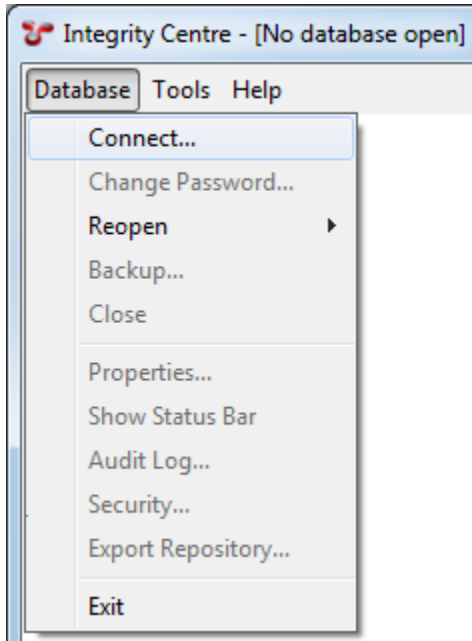 Integrity Centre - [No database open]
Database Tools Help
Connect...
Change Password...
Reopen
Backup...
Close
Properties...
Show Status Bar
Audit Log...
Security...
Export Repository...
Exit